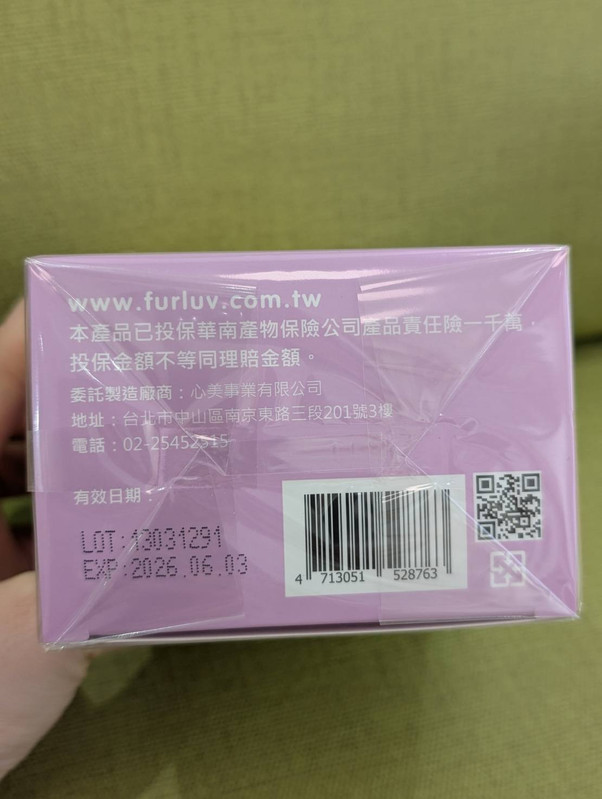 www.furluv.com.tw
本產品已投保華南產物保險公司產品責任險一千萬，
投保金額不等同理賠金額。
委託製造廠商：心美事業有限公司
地址：台北市中山區南京東路三段201號3樓
電話：02-25452315
有效日期：
LOT:13031291
EXP:2026.06.03
4 713051 528763